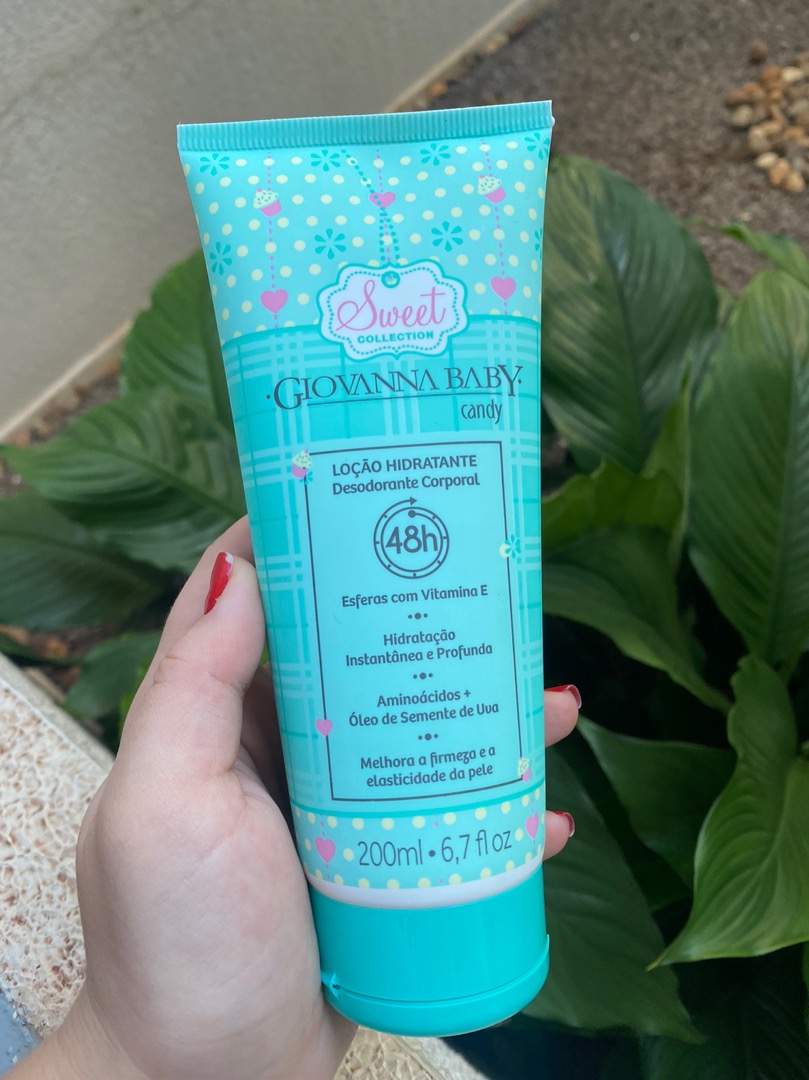 Sweet
COLLECTION
·GIOVANNA BABY·
candy
LOÇÃO HIDRATANTE
Desodorante Corporal
48h
Esferas com Vitamina E
Hidratação
Instantânea e Profunda
Aminoácidos +
Óleo de Semente de Uva
Melhora a firmeza e a
elasticidade da pele
200ml • 6,7 fl oz